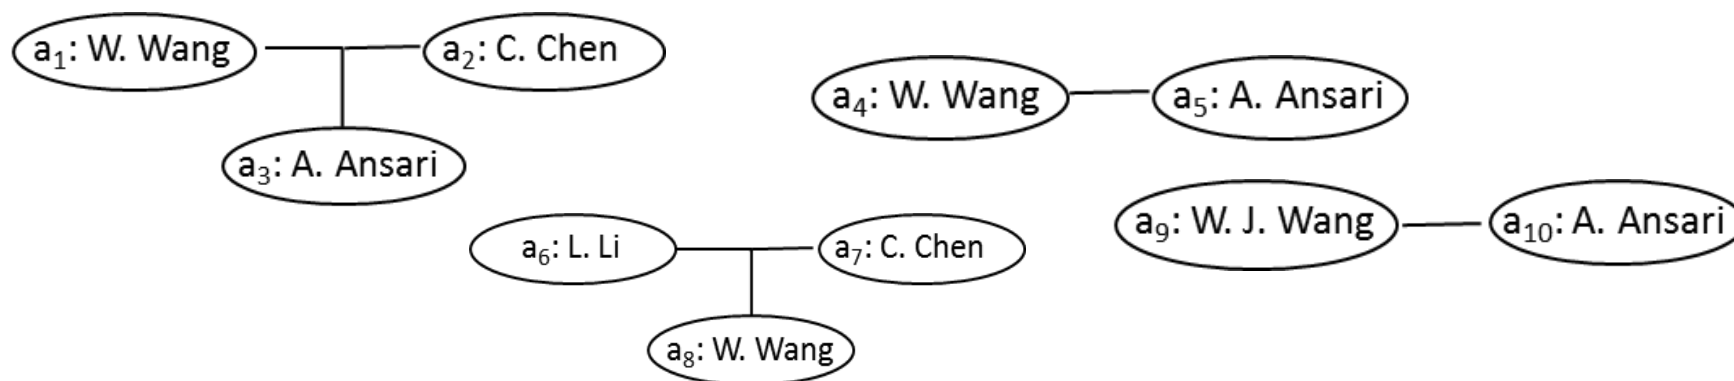 a₁: W. Wang
a₂: C. Chen
a₃: A. Ansari
a₄: W. Wang
a₅: A. Ansari
a₆: L. Li
a₇: C. Chen
a₈: W. Wang
a₉: W. J. Wang
a₁₀: A. Ansari